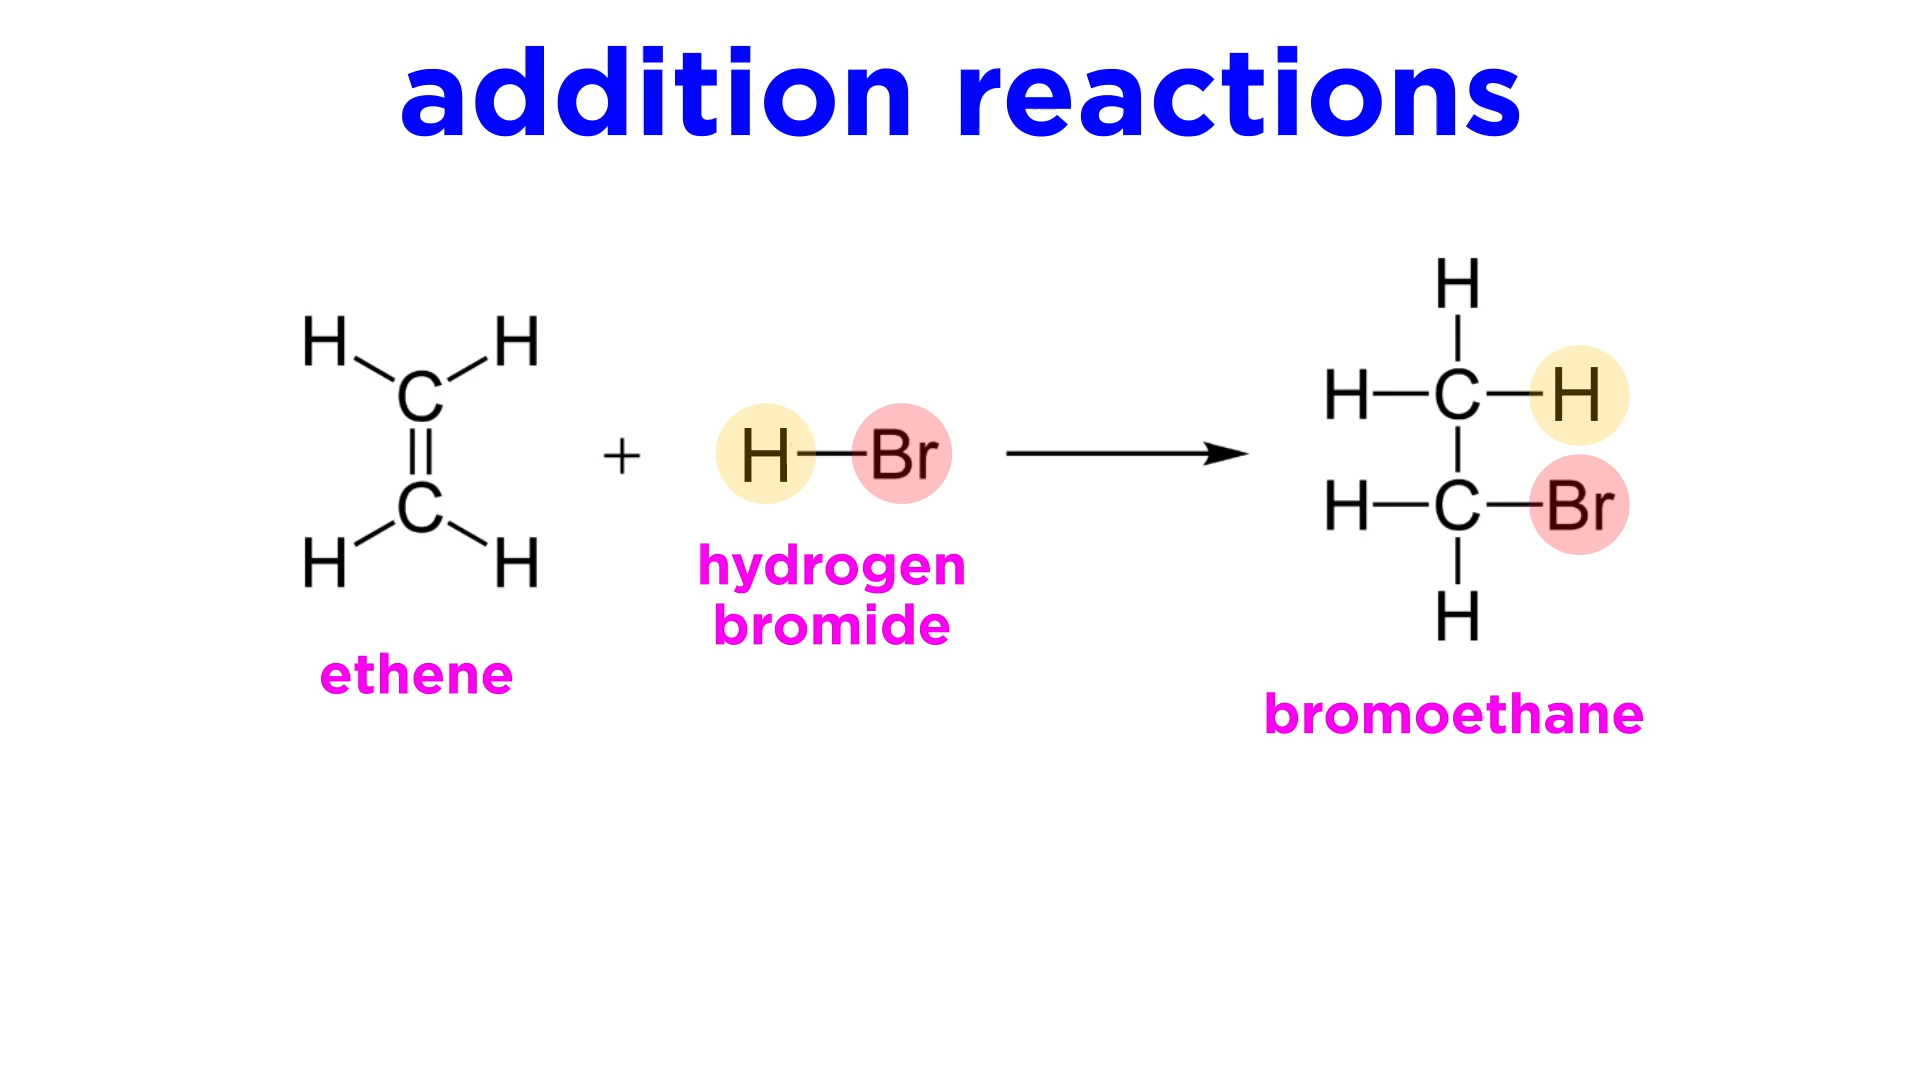 addition reactions
H H
C
C
H H
+
H Br
H
H C H
H C Br
H
ethene
hydrogen
bromide
bromoethane